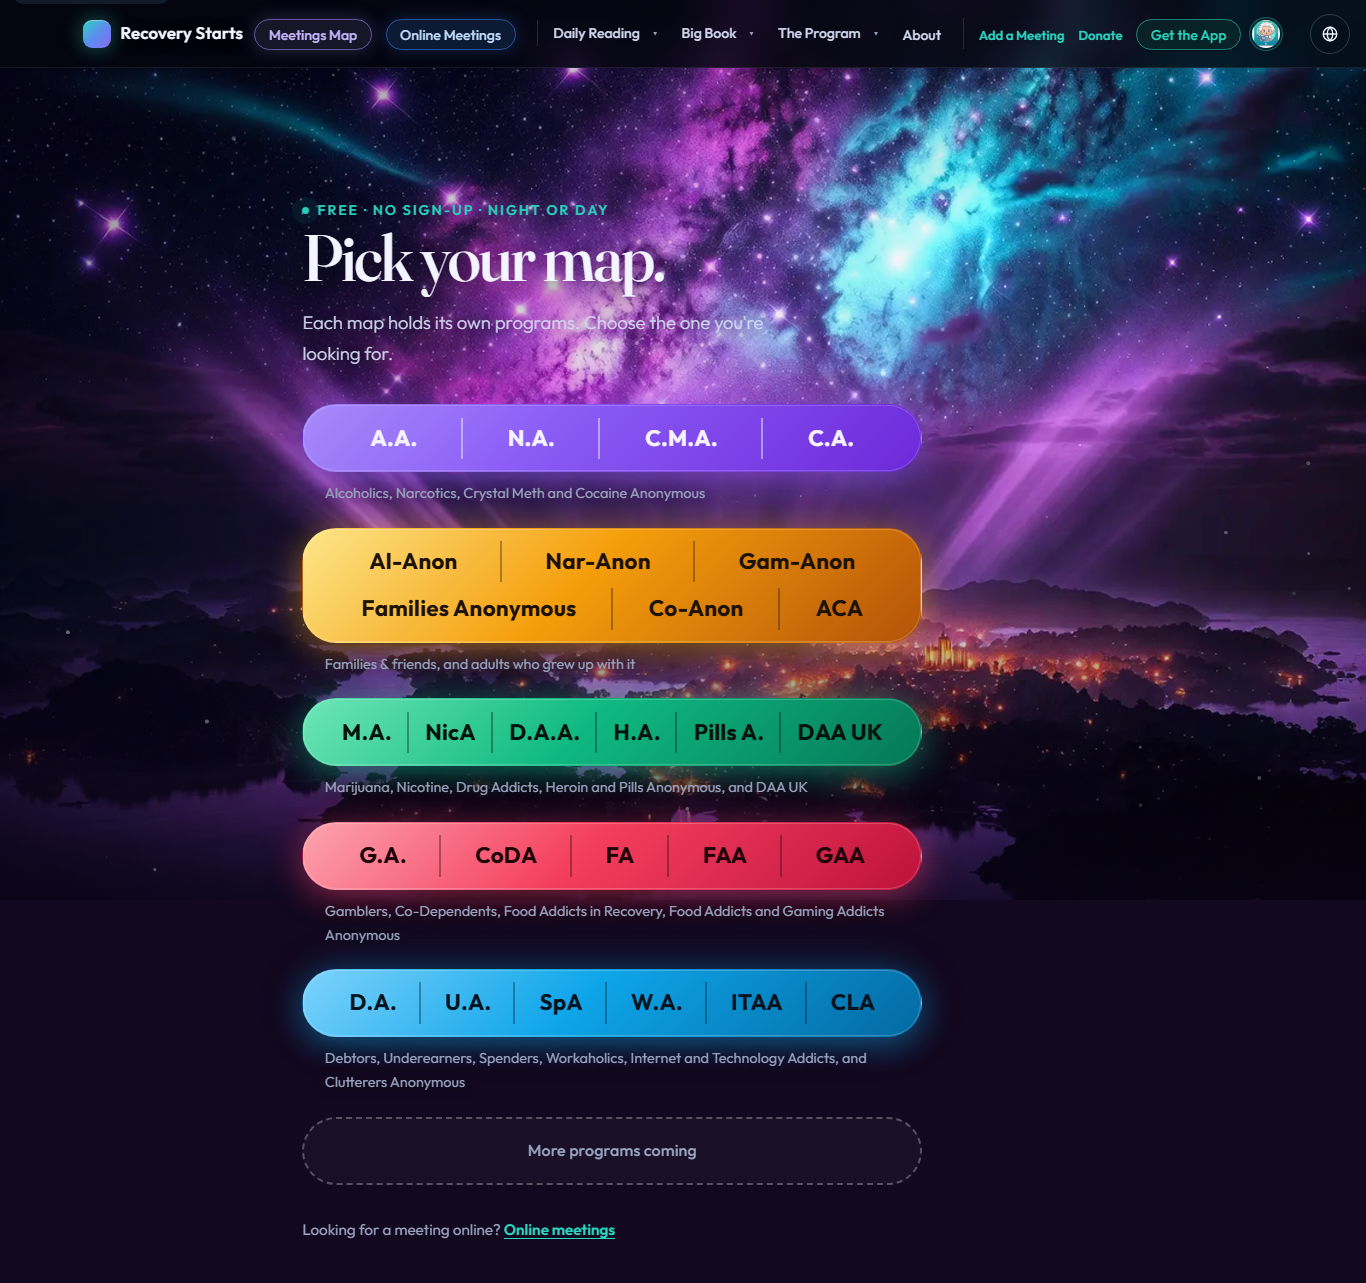 Recovery Starts
Meetings Map
Online Meetings
Daily Reading
Big Book
The Program
About
Add a Meeting
Donate
Get the App
FREE · NO SIGN-UP · NIGHT OR DAY
Pick your map.
Each map holds its own programs. Choose the one you're
looking for.
A.A. N.A. C.M.A. C.A.
Alcoholics, Narcotics, Crystal Meth and Cocaine Anonymous
Al-Anon Nar-Anon Gam-Anon
Families Anonymous Co-Anon ACA
Families & friends, and adults who grew up with it
M.A. NicA D.A.A. H.A. Pills A. DAA UK
Marijuana, Nicotine, Drug Addicts, Heroin and Pills Anonymous, and DAA UK
G.A. CoDA FA FAA GAA
Gamblers, Co-Dependents, Food Addicts in Recovery, Food Addicts and Gaming Addicts
Anonymous
D.A. U.A. SpA W.A. ITAA CLA
Debtors, Underearners, Spenders, Workaholics, Internet and Technology Addicts, and
Clutterers Anonymous
More programs coming
Looking for a meeting online? Online meetings